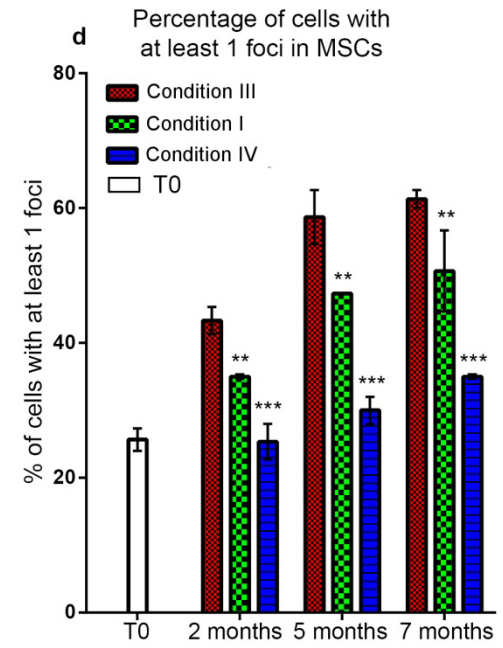 d
Percentage of cells with
at least 1 foci in MSCs
80
60
40
20
0
% of cells with at least 1 foci
Condition III
Condition I
Condition IV
T0
**
***
**
***
**
***
T0 2 months 5 months 7 months